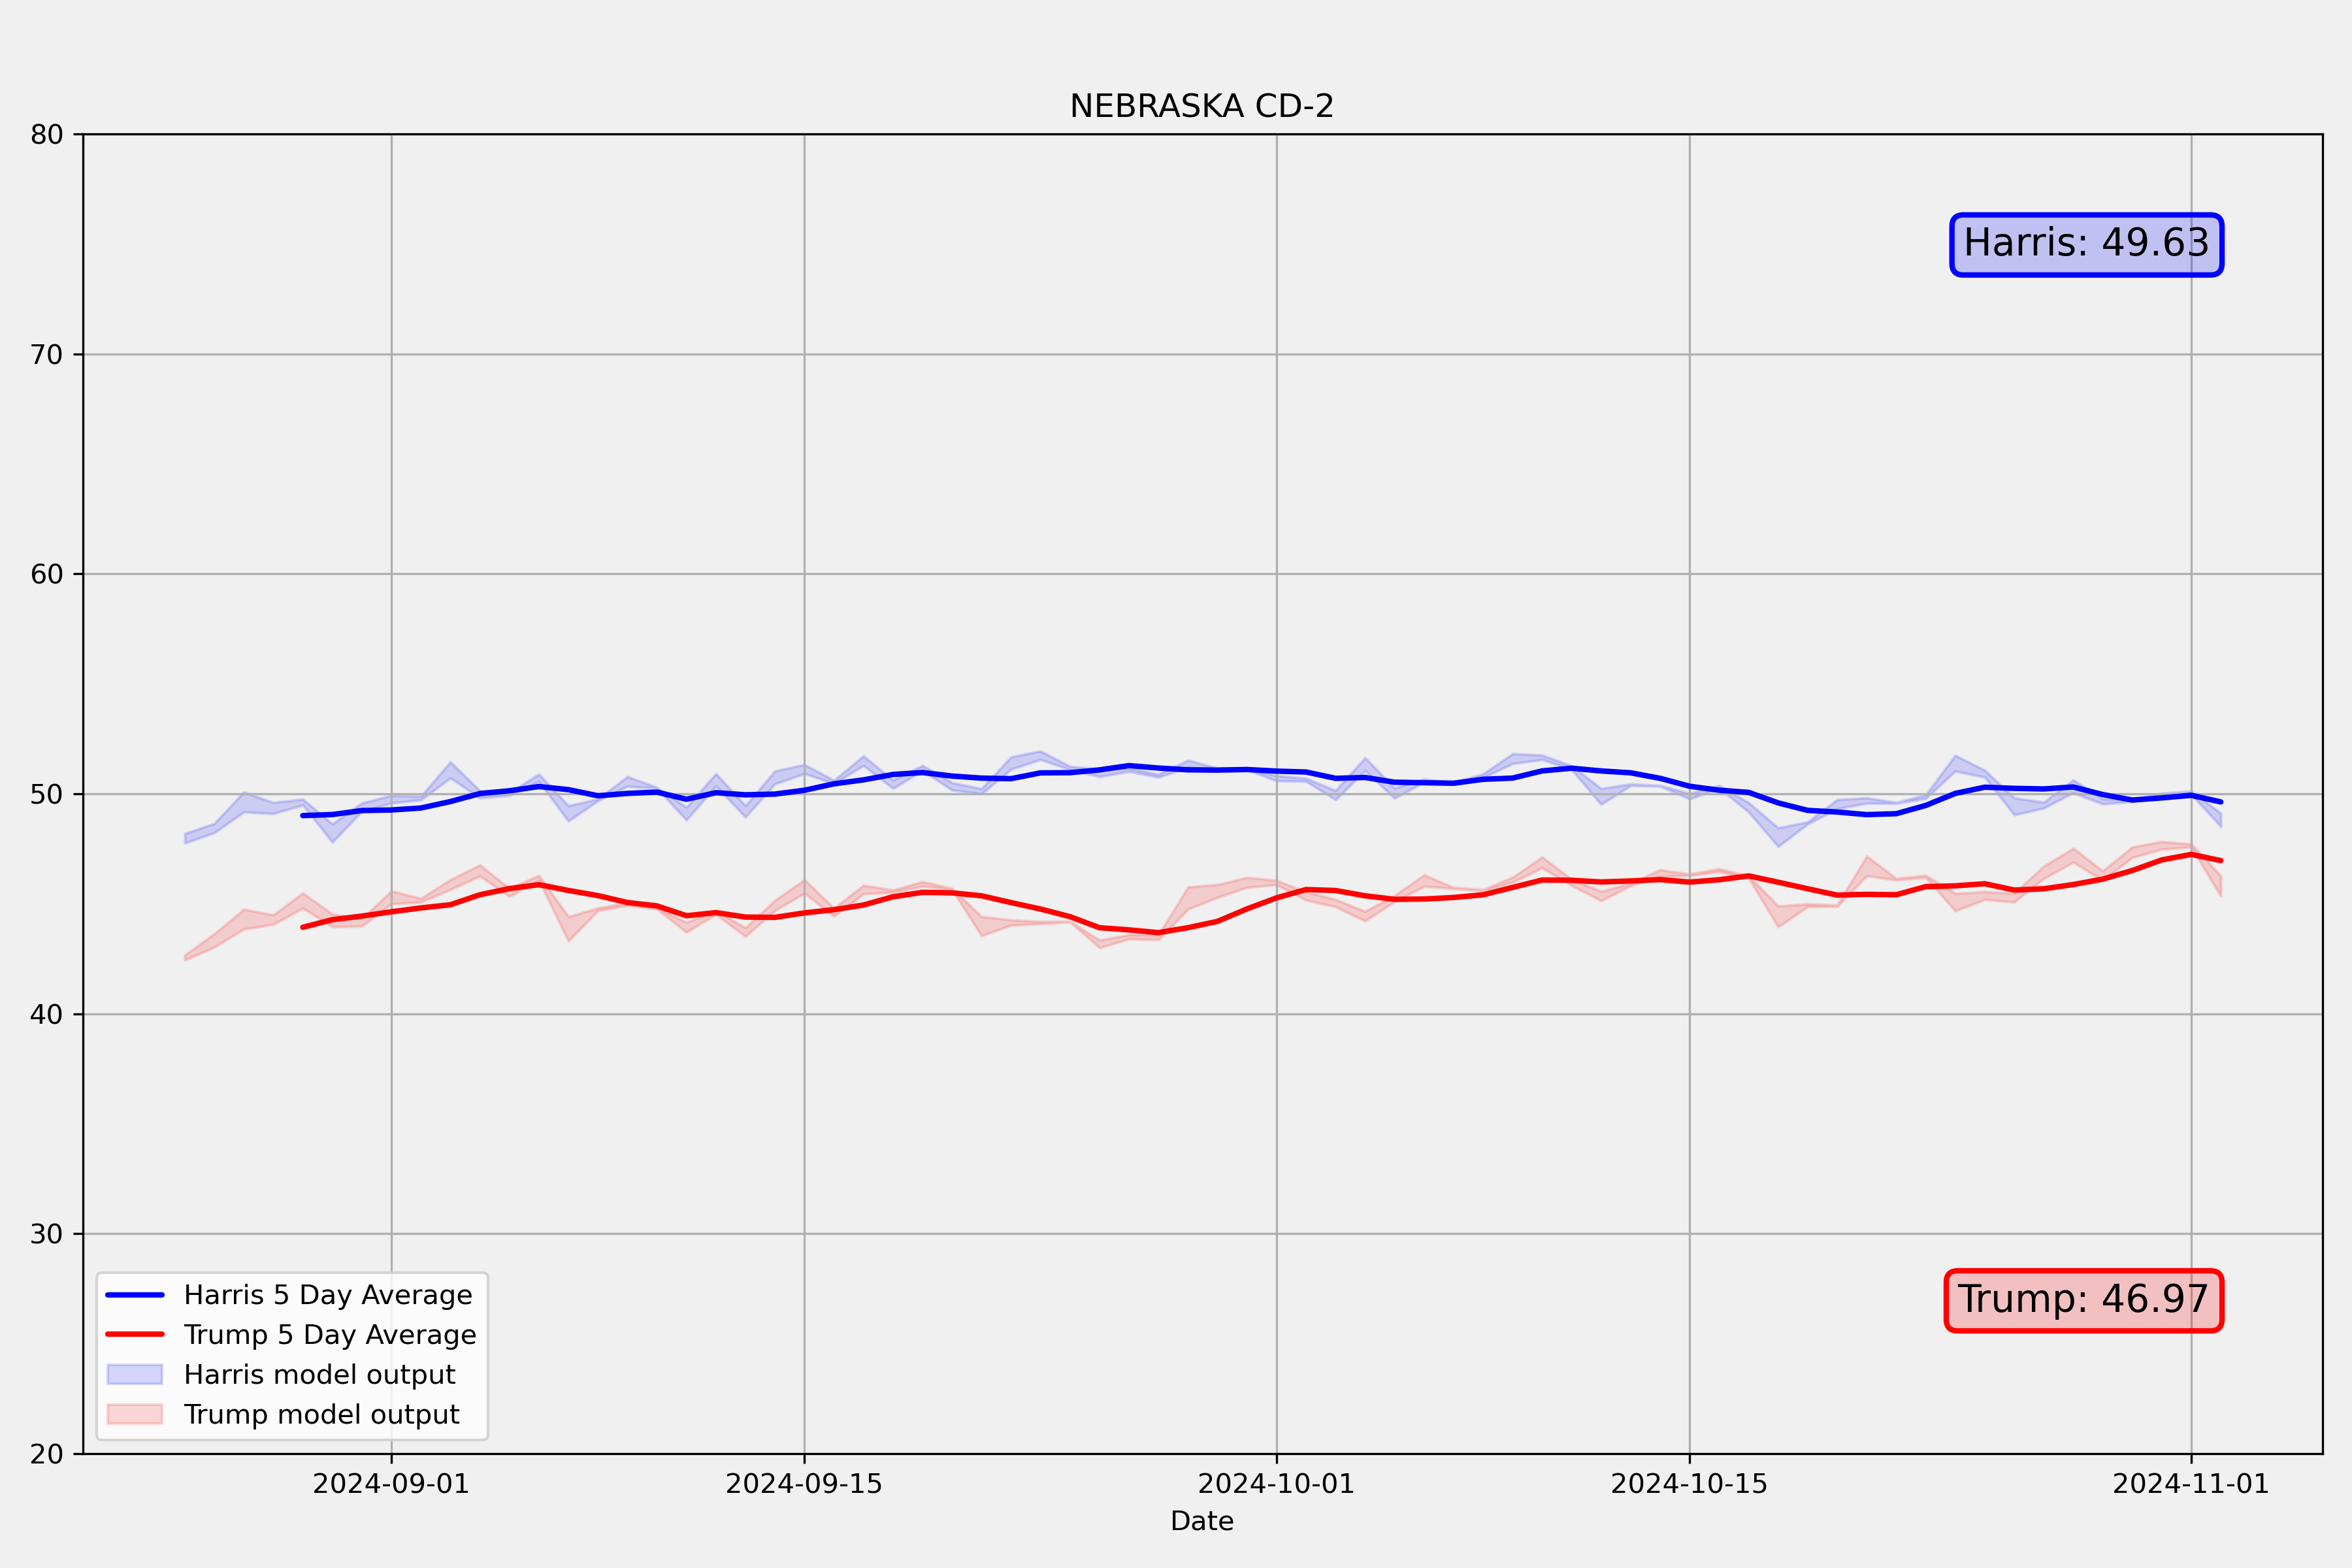 NEBRASKA CD-2
80
70
60
50
40
30
20
Harris: 49.63
Trump: 46.97
Harris 5 Day Average
Trump 5 Day Average
Harris model output
Trump model output
2024-09-01
2024-09-15
2024-10-01
2024-10-15
2024-11-01
Date